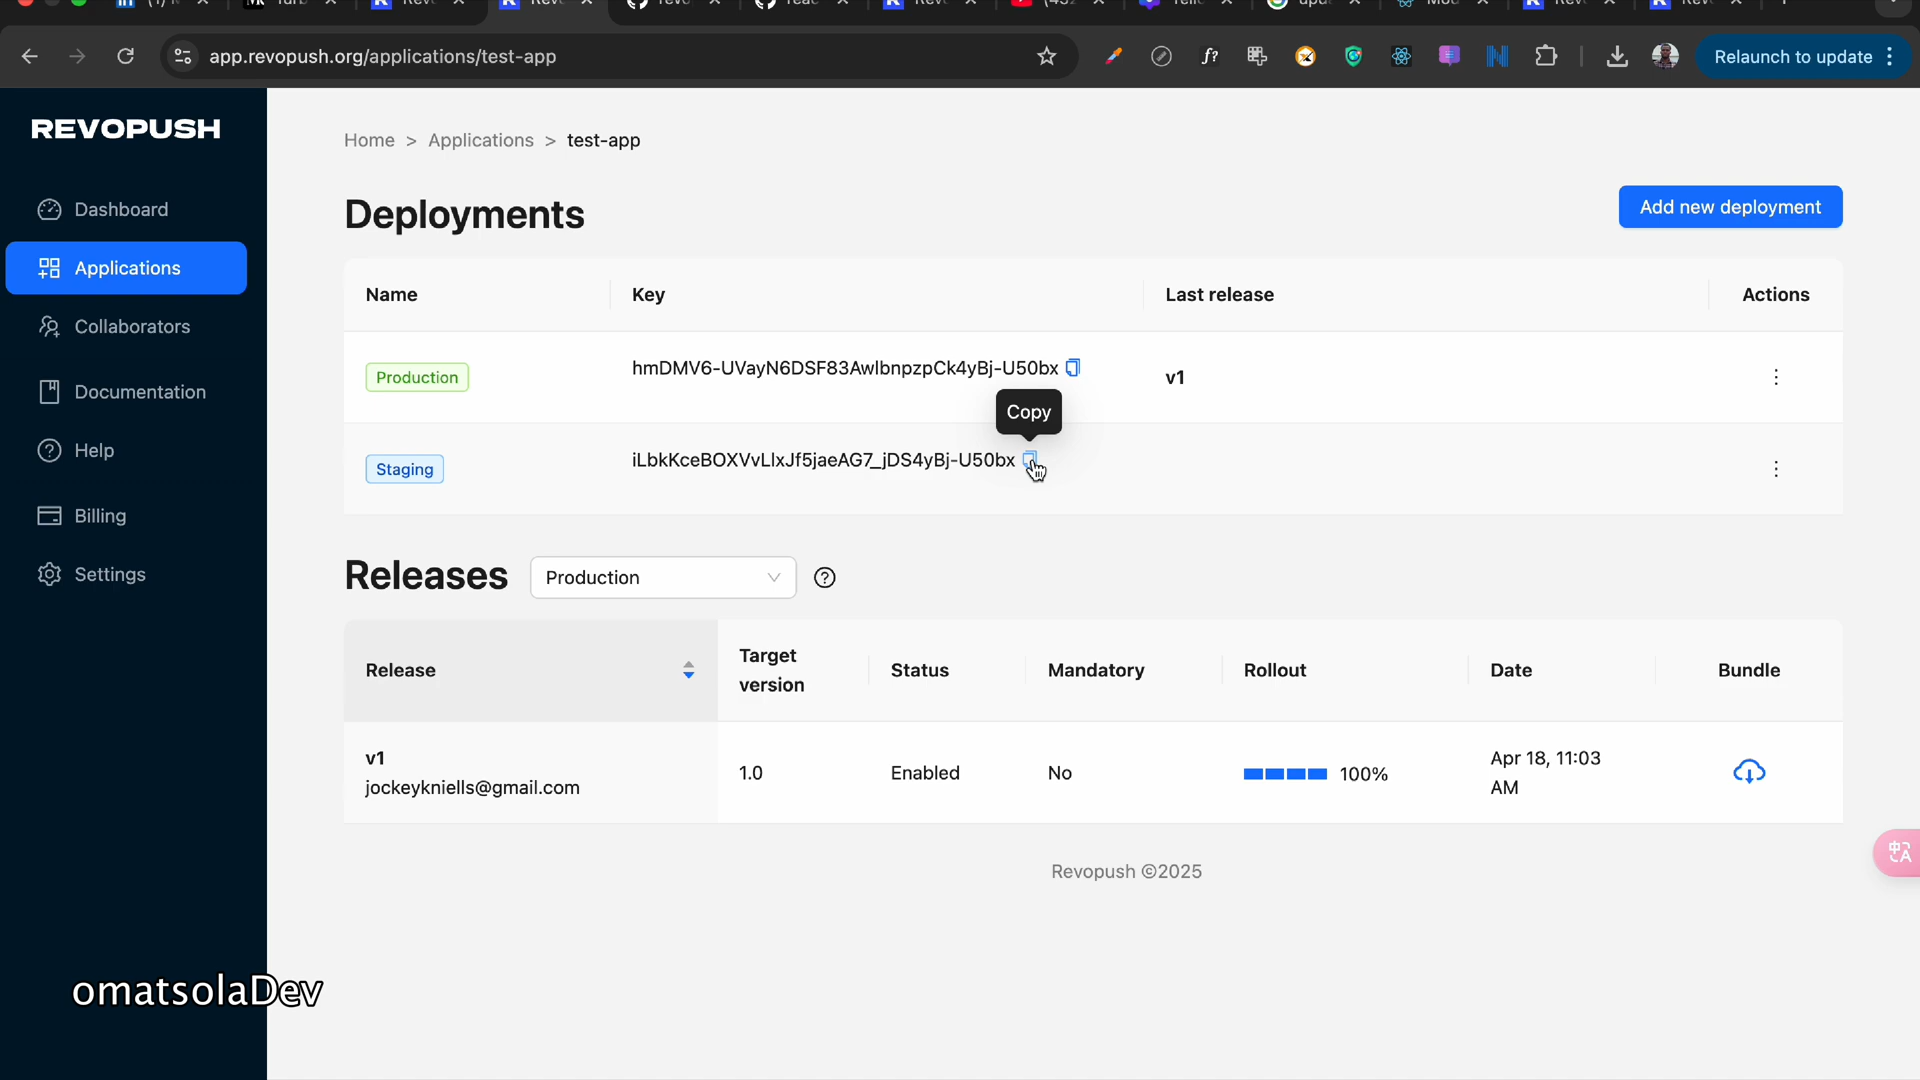 app.revopush.org/applications/test-app
Relaunch to update
REVOPUSH
Dashboard
Applications
Collaborators
Documentation
Help
Billing
Settings
Home > Applications > test-app
Deployments
Add new deployment
Name Key Last release Actions
Production hmDMV6-UVayN6DSF83AwlbnpzpCk4yBj-U50bx v1
Copy
Staging iLbkKceBOXVvLlxJf5jaeAG7_jDS4yBj-U50bx
Releases Production
Release Target version Status Mandatory Rollout Date Bundle
v1
jockeykniells@gmail.com
1.0 Enabled No 100% Apr 18, 11:03 AM
Revopush ©2025
omatsolaDev